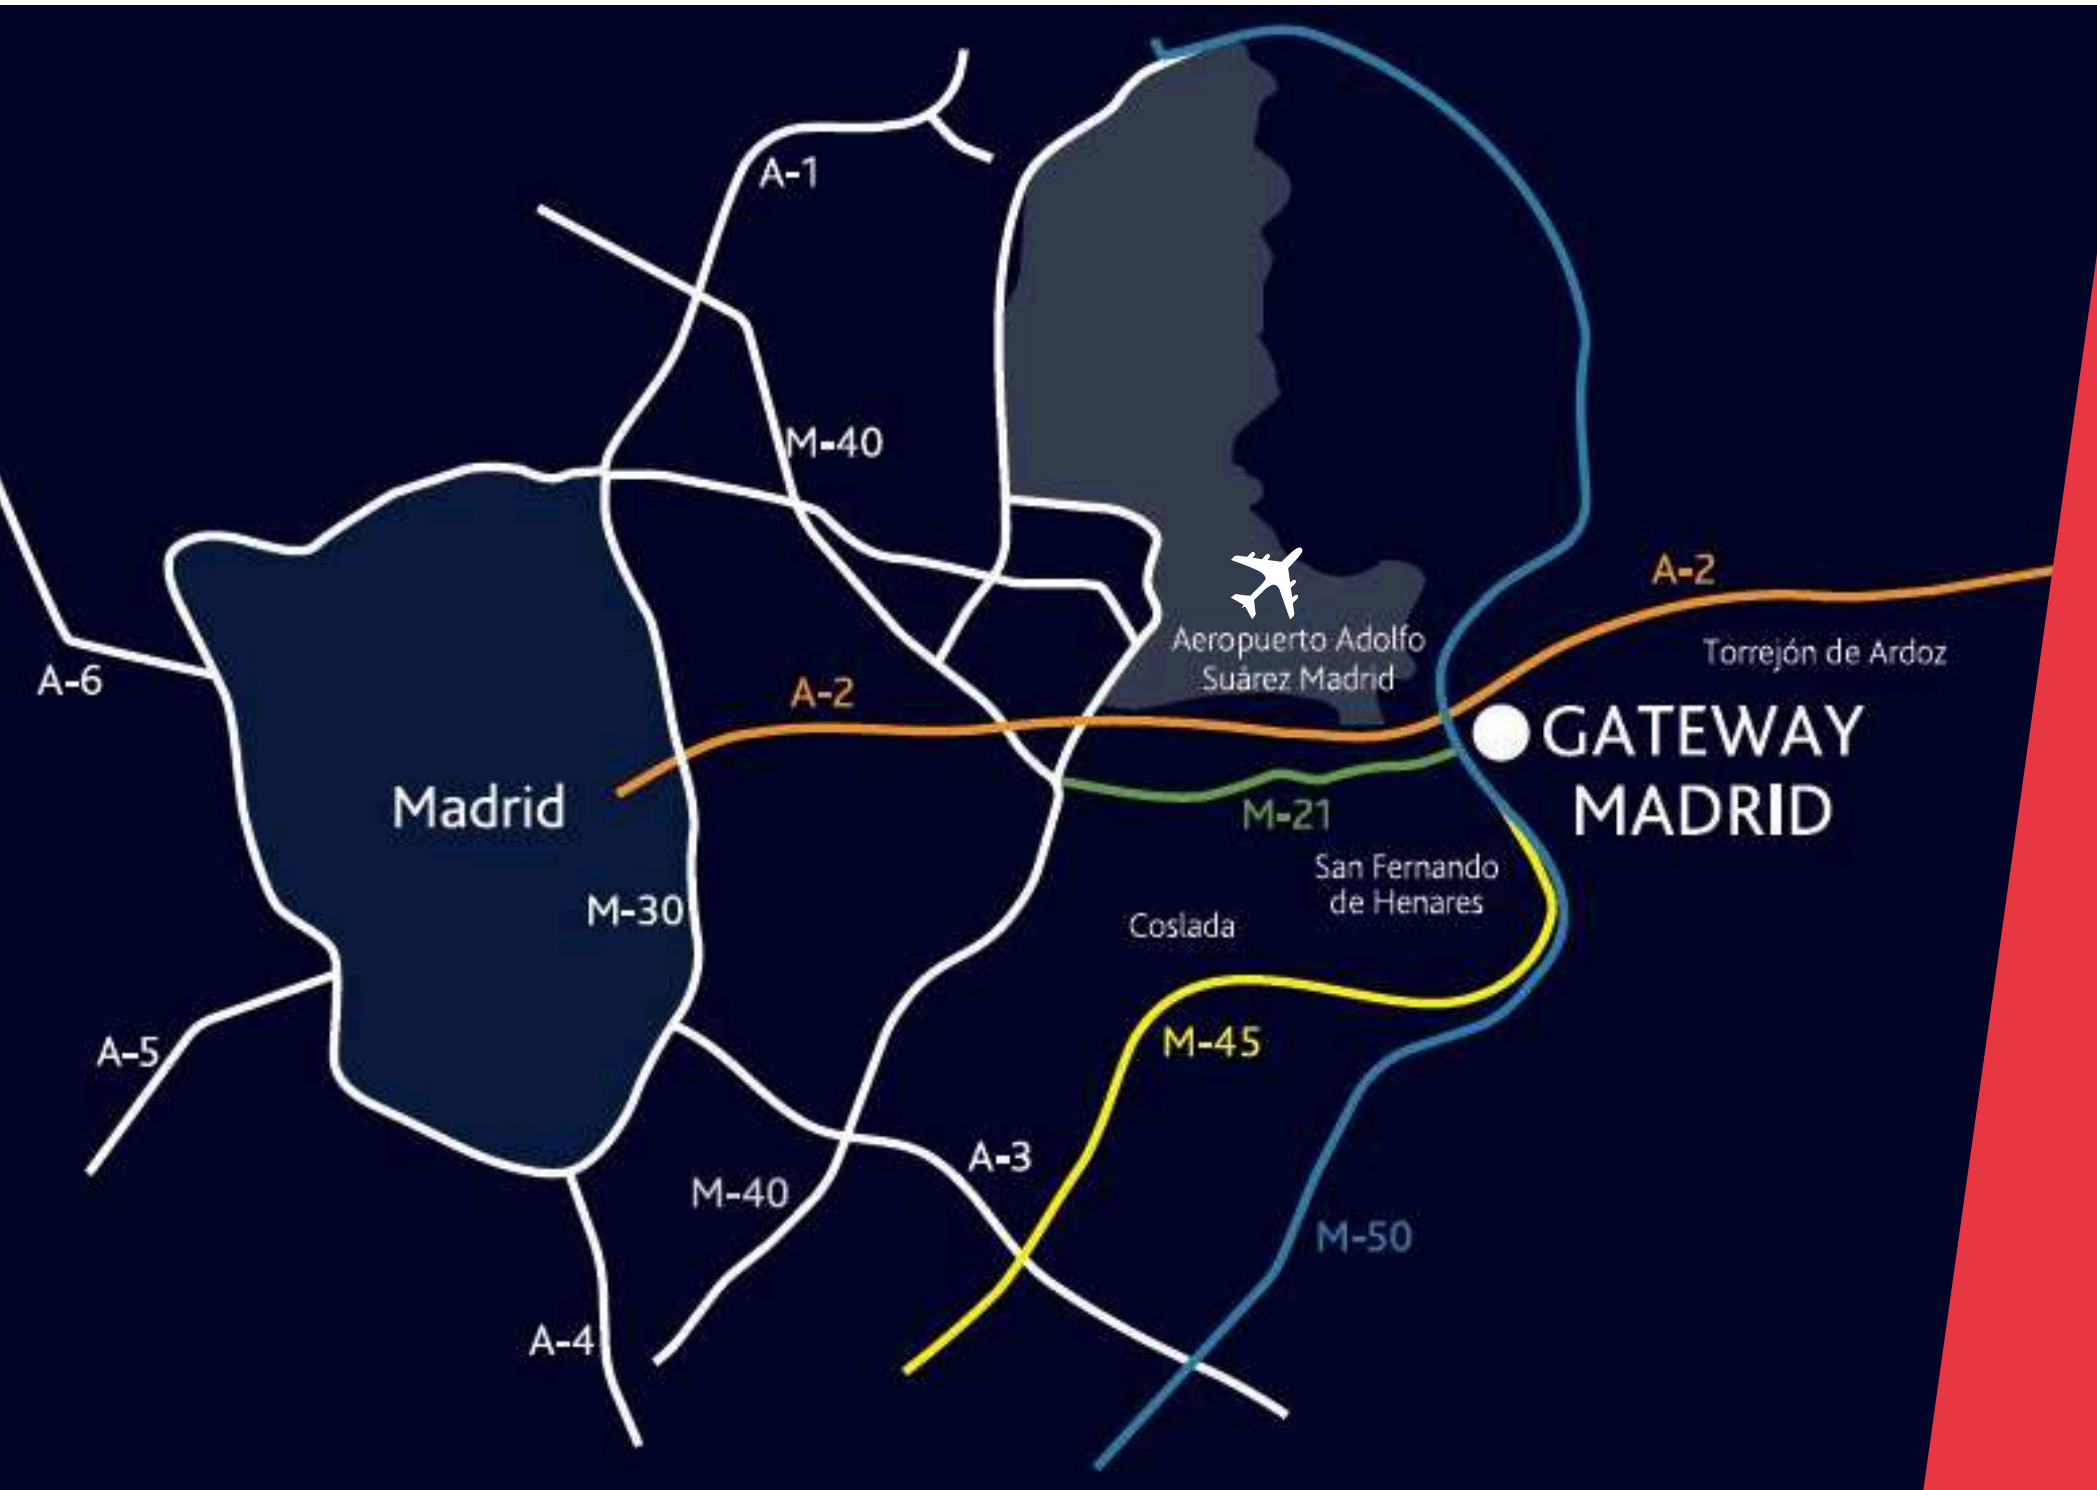 A-1
M-40
A-2
A-6
Aeropuerto Adolfo
Suárez Madrid
Torrejón de Ardoz
A-2
GATEWAY
MADRID
Madrid
M-21
San Fernando
de Henares
M-30
Coslada
A-5
M-45
A-3
M-40
M-50
A-4